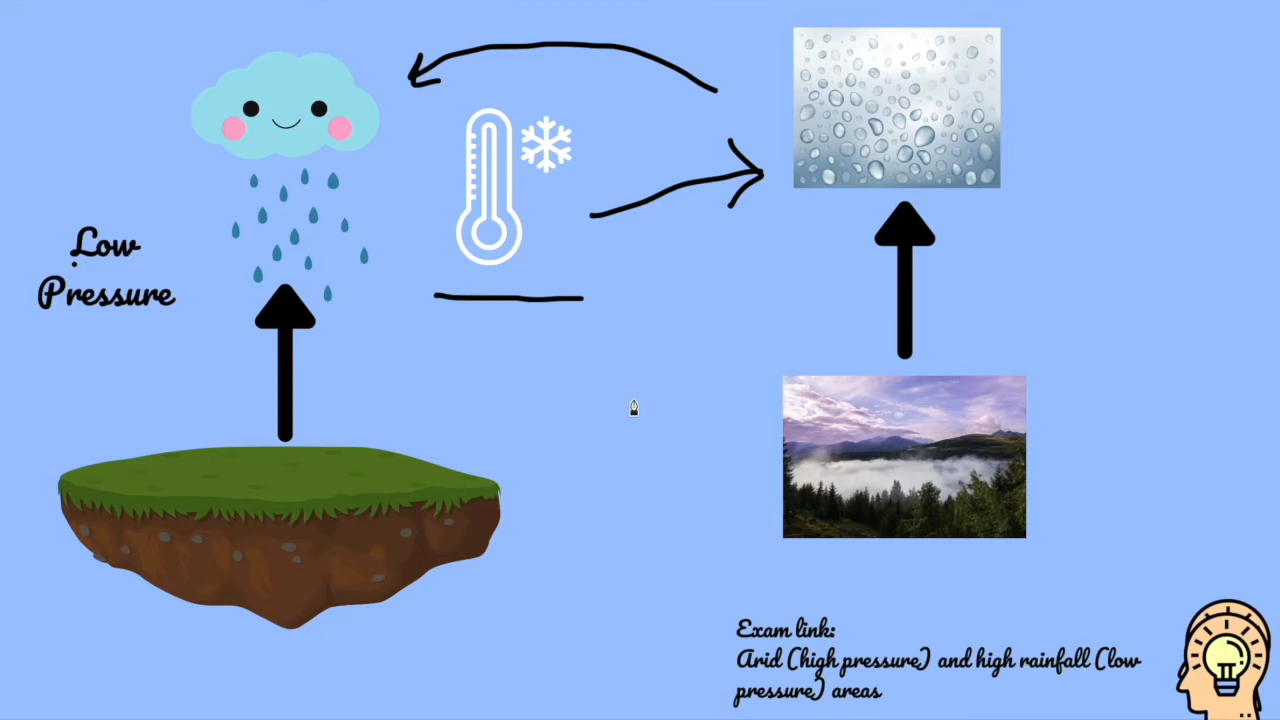 Low
Pressure
Exam link:
Arid (high pressure) and high rainfall (low
pressure) areas